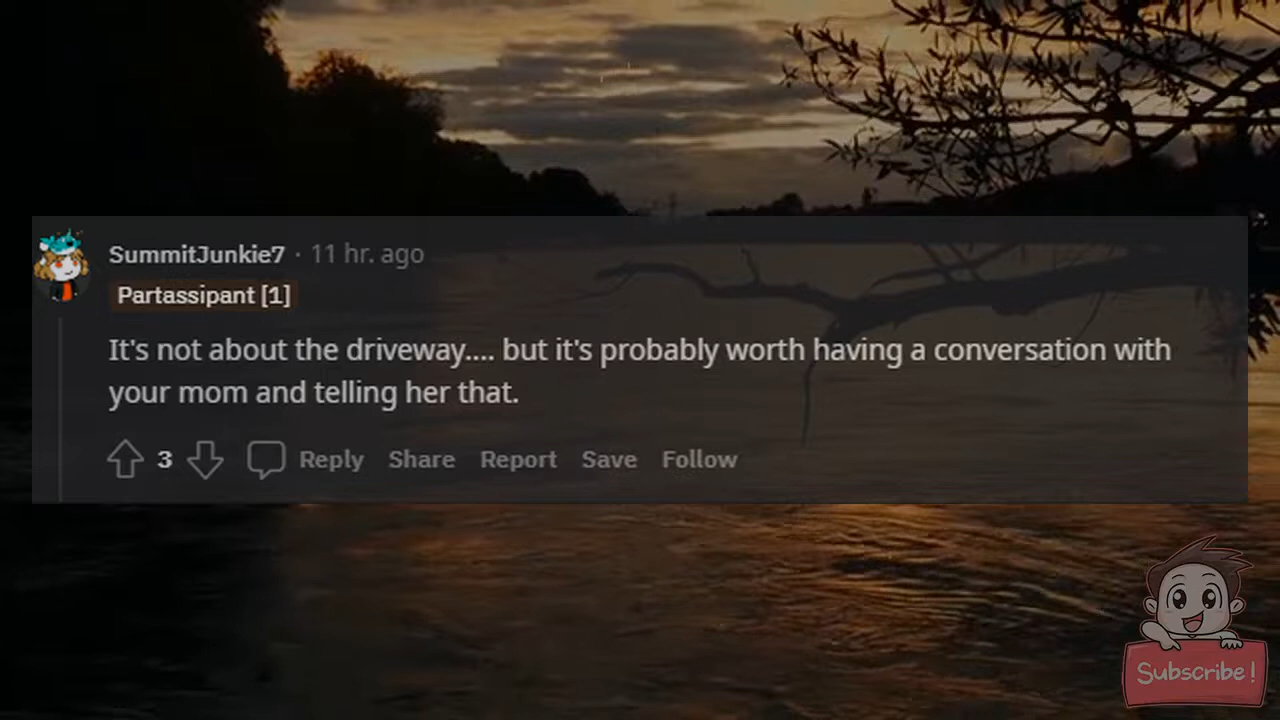 SummitJunkie7 · 11 hr. ago
Partassipant [1]
It's not about the driveway.... but it's probably worth having a conversation with
your mom and telling her that.
3 Reply Share Report Save Follow
Subscribe!